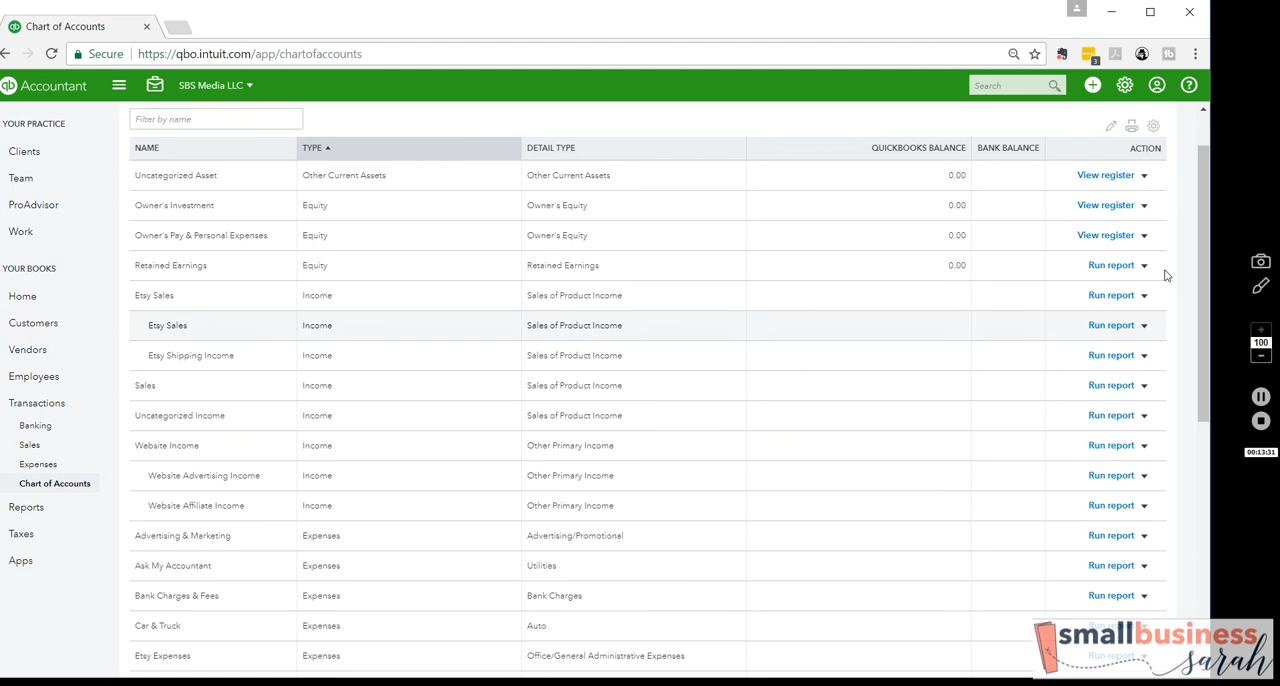 Chart of Accounts
Secure https://qbo.intuit.com/app/chartofaccounts
3
qb Accountant SBS Media LLC Search
YOUR PRACTICE
Clients
Team
ProAdvisor
Work
YOUR BOOKS
Home
Customers
Vendors
Employees
Transactions
Banking
Sales
Expenses
Chart of Accounts
Reports
Taxes
Apps
Filter by name
NAME TYPE DETAIL TYPE QUICKBOOKS BALANCE BANK BALANCE ACTION
Uncategorized Asset Other Current Assets Other Current Assets 0.00 View register
Owner's Investment Equity Owner's Equity 0.00 View register
Owner's Pay & Personal Expenses Equity Owner's Equity 0.00 View register
Retained Earnings Equity Retained Earnings 0.00 Run report
Etsy Sales Income Sales of Product Income Run report
Etsy Sales Income Sales of Product Income Run report
Etsy Shipping Income Income Sales of Product Income Run report
Sales Income Sales of Product Income Run report
Uncategorized Income Income Sales of Product Income Run report
Website Income Income Other Primary Income Run report
Website Advertising Income Income Other Primary Income Run report
Website Affiliate Income Income Other Primary Income Run report
Advertising & Marketing Expenses Advertising/Promotional Run report
Ask My Accountant Expenses Utilities Run report
Bank Charges & Fees Expenses Bank Charges Run report
Car & Truck Expenses Auto
Etsy Expenses Expenses Office/General Administrative Expenses Run report
100
00:13:31
smallbusiness
sarah